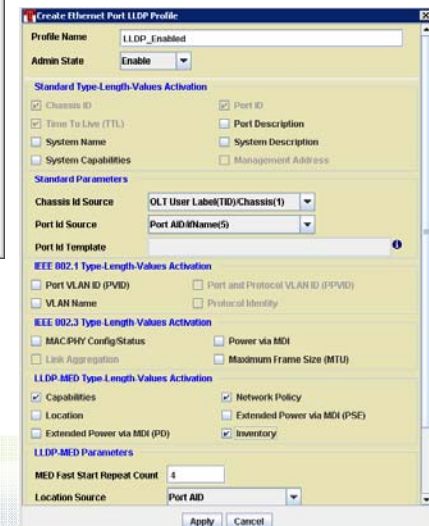 Create Ethernet Port LLDP Profile
Profile Name LLDP_Enabled
Admin State Enable
Standard Type-Length-Values Activation
Chassis ID Port ID
Time To Live (TTL) Port Description
System Name System Description
System Capabilities Management Address
Standard Parameters
Chassis Id Source OLT User Label(TID)/Chassis(1)
Port Id Source Port AID/ifName(5)
Port Id Template
IEEE 802.1 Type-Length-Values Activation
Port VLAN ID (PVID) Port and Protocol VLAN ID (PPVID)
VLAN Name Protocol Identity
IEEE 802.3 Type-Length-Values Activation
MAC/PHY Config/Status Power via MDI
Link Aggregation Maximum Frame Size (MTU)
LLDP-MED Type-Length-Values Activation
Capabilities Network Policy
Location Extended Power via MDI (PSE)
Extended Power via MDI (PD) Inventory
LLDP-MED Parameters
MED Fast Start Repeat Count 4
Location Source Port AID
Apply Cancel